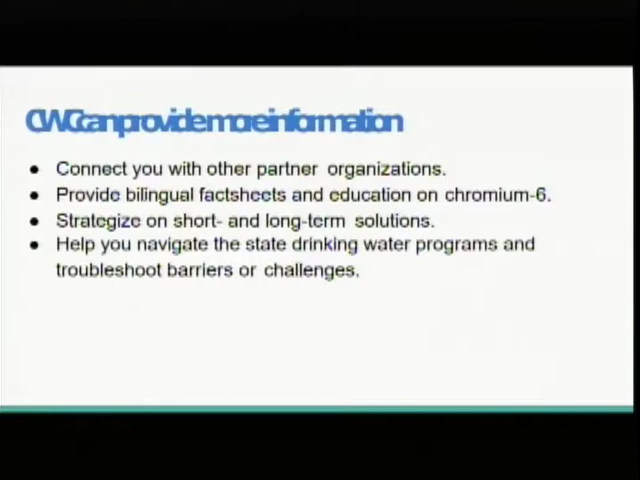 CWC can provide more information
● Connect you with other partner organizations.
● Provide bilingual factsheets and education on chromium-6.
● Strategize on short- and long-term solutions.
● Help you navigate the state drinking water programs and
troubleshoot barriers or challenges.